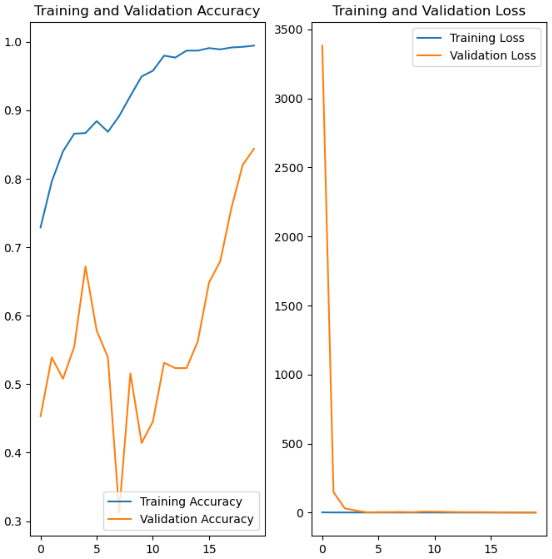 Training and Validation Accuracy
1.0
0.9
0.8
0.7
0.6
0.5
0.4
0.3
Training Accuracy
Validation Accuracy
0 5 10 15
Training and Validation Loss
3500
3000
2500
2000
1500
1000
500
0
Training Loss
Validation Loss
0 5 10 15